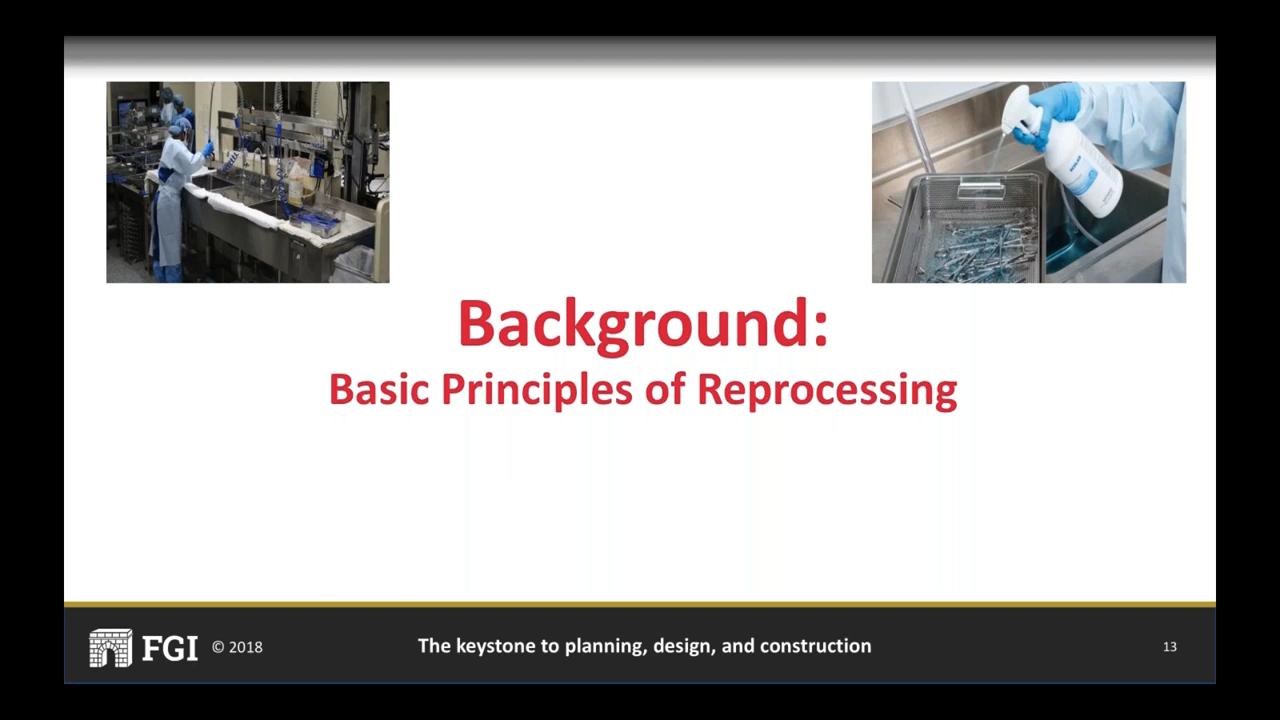 Background:
Basic Principles of Reprocessing
FGI © 2018
The keystone to planning, design, and construction
13